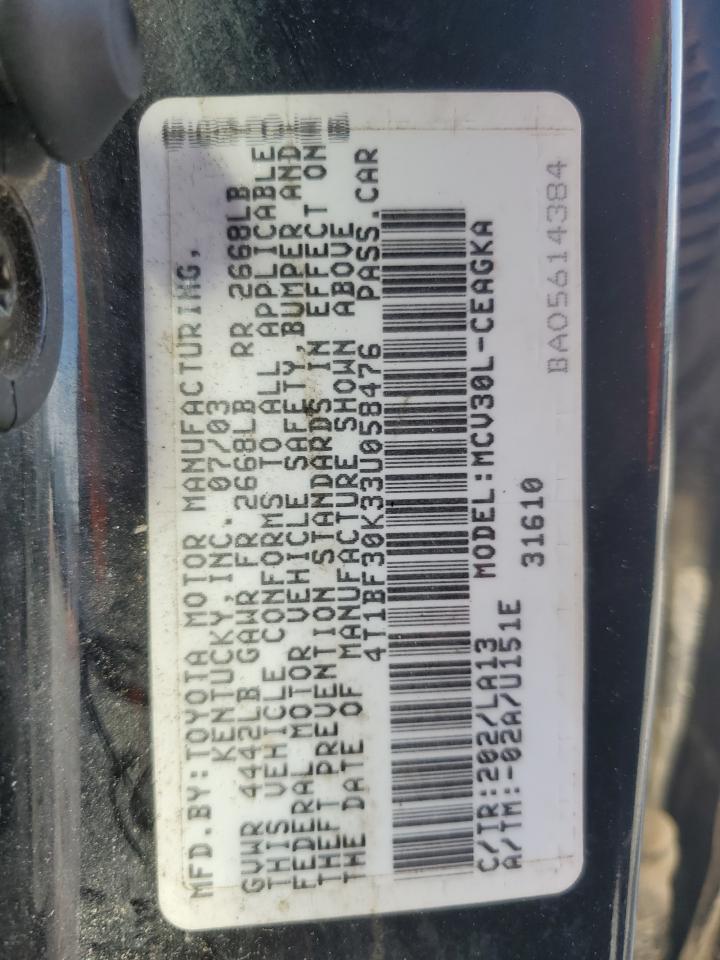 MFD.BY:TOYOTA MOTOR MANUFACTURING,
KENTUCKY,INC. 07/03
GVWR 4442LB GAWR FR 2668LB RR 2668LB
THIS VEHICLE CONFORMS TO ALL APPLICABLE
FEDERAL MOTOR VEHICLE SAFETY,BUMPER AND
THEFT PREVENTION STANDARDS IN EFFECT ON
THE DATE OF MANUFACTURE SHOWN ABOVE
4T1BF30K33U058476 PASS.CAR
C/TR:202/LA13 MODEL:MCV30L-CEAGKA
A/TM:-02A/U151E 31610
BA05614384